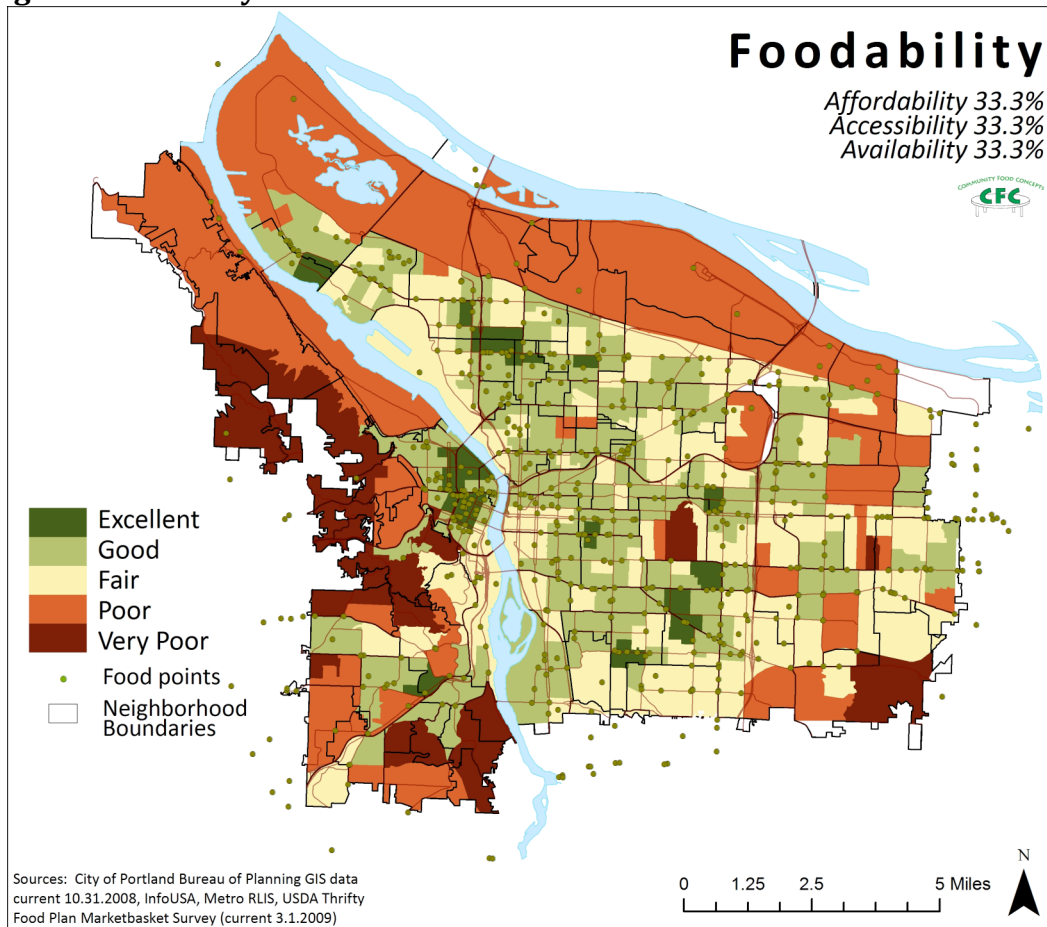 Foodability
Affordability 33.3%
Accessibility 33.3%
Availability 33.3%
COMMUNITY FOOD CONCEPTS
CFC
Excellent
Good
Fair
Poor
Very Poor
Food points
Neighborhood
Boundaries
Sources: City of Portland Bureau of Planning GIS data
current 10.31.2008, InfoUSA, Metro RLIS, USDA Thrifty
Food Plan Marketbasket Survey (current 3.1.2009)
0 1.25 2.5 5 Miles
N